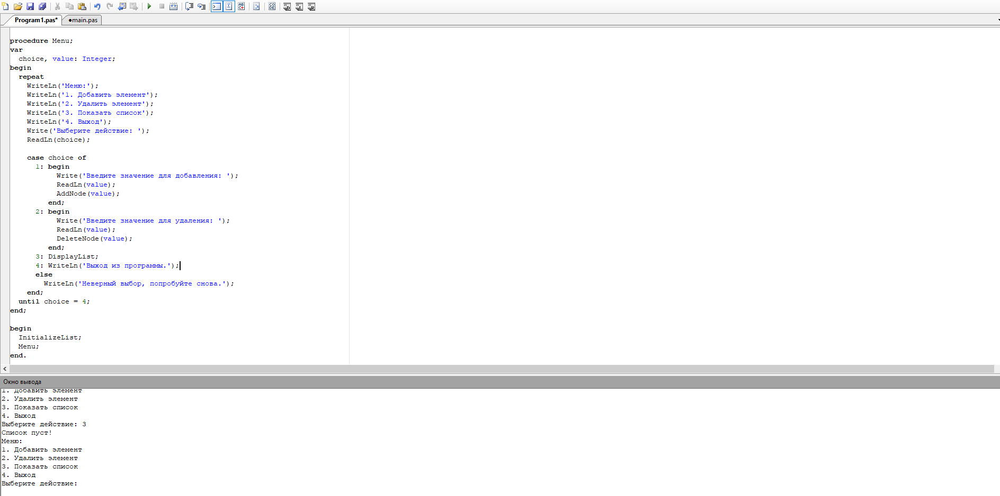 Program1.pas* ●main.pas
procedure Menu;
var
  choice, value: Integer;
begin
  repeat
    WriteLn('Меню:');
    WriteLn('1. Добавить элемент');
    WriteLn('2. Удалить элемент');
    WriteLn('3. Показать список');
    WriteLn('4. Выход');
    Write('Выберите действие: ');
    ReadLn(choice);
    case choice of
      1: begin
           Write('Введите значение для добавления: ');
           ReadLn(value);
           AddNode(value);
         end;
      2: begin
           Write('Введите значение для удаления: ');
           ReadLn(value);
           DeleteNode(value);
         end;
      3: DisplayList;
      4: WriteLn('Выход из программы.');
      else
        WriteLn('Неверный выбор, попробуйте снова.');
    end;
  until choice = 4;
end;
begin
  InitializeList;
  Menu;
end.
Окно вывода
1. Добавить элемент
2. Удалить элемент
3. Показать список
4. Выход
Выберите действие: 3
Список пуст!
Меню:
1. Добавить элемент
2. Удалить элемент
3. Показать список
4. Выход
Выберите действие: